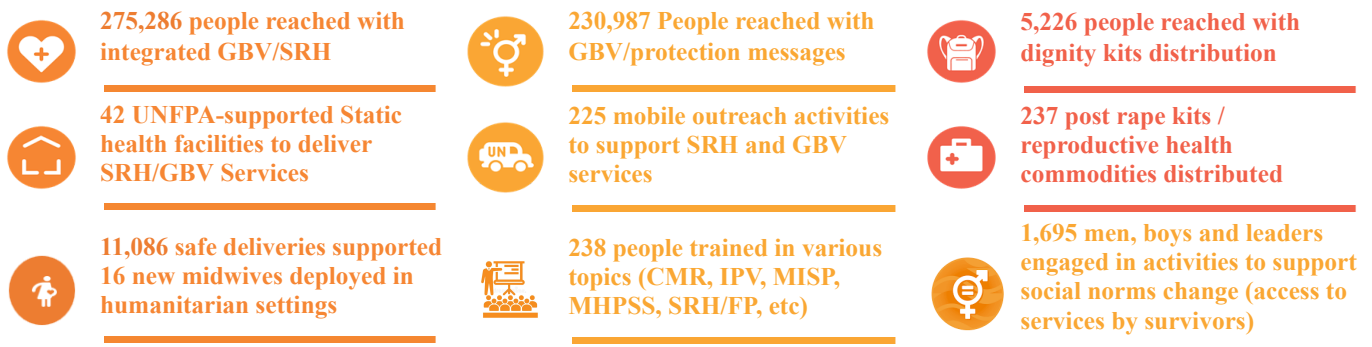 275,286 people reached with
integrated GBV/SRH
230,987 People reached with
GBV/protection messages
5,226 people reached with
dignity kits distribution
42 UNFPA-supported Static
health facilities to deliver
SRH/GBV Services
UN
225 mobile outreach activities
to support SRH and GBV
services
237 post rape kits /
reproductive health
commodities distributed
11,086 safe deliveries supported
16 new midwives deployed in
humanitarian settings
238 people trained in various
topics (CMR, IPV, MISP,
MHPSS, SRH/FP, etc)
1,695 men, boys and leaders
engaged in activities to support
social norms change (access to
services by survivors)